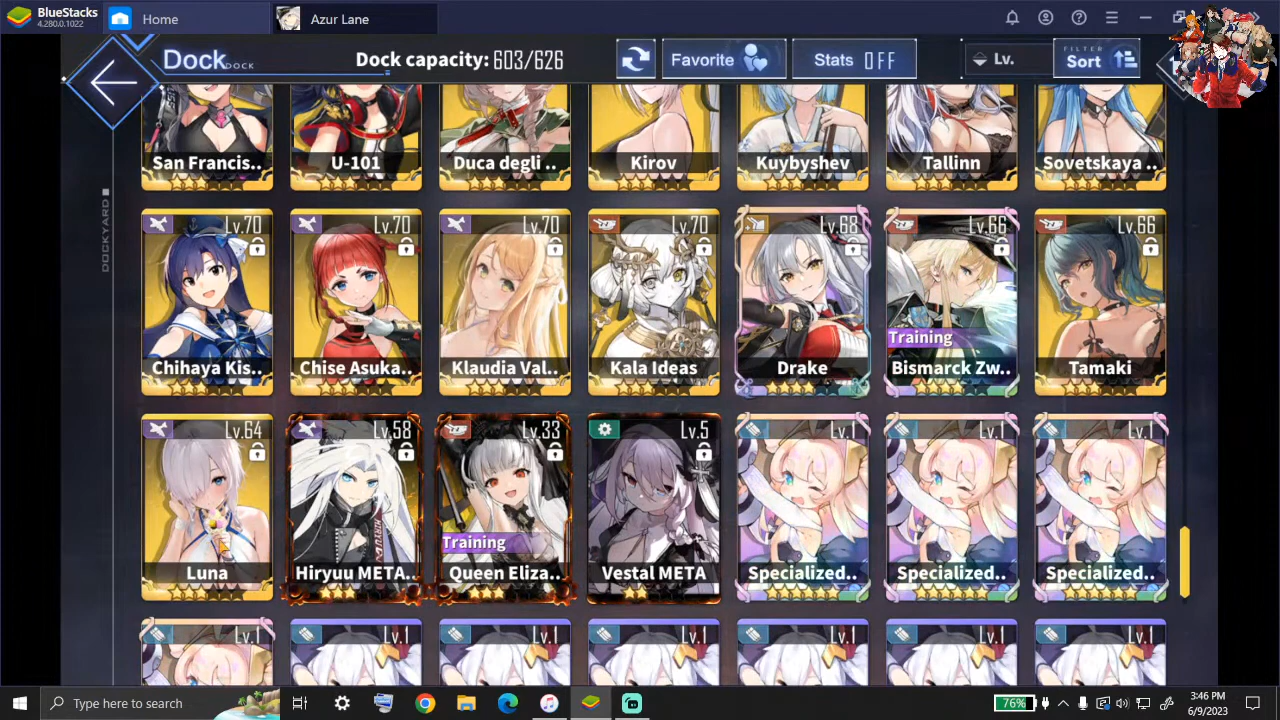 BlueStacks
4.280.0.1022
Home
Azur Lane
Dock DOCK
Dock capacity: 603/626
Favorite
Stats OFF
Lv.
FILTER
Sort
DOCKYARD
San Francis..
U-101
Duca degli ..
Kirov
Kuybyshev
Tallinn
Sovetskaya ..
Lv.70
Lv.70
Lv.70
Lv.70
Lv.68
Lv.66
Lv.66
Training
Chihaya Kis..
Chise Asuka..
Klaudia Val..
Kala Ideas
Drake
Bismarck Zw..
Tamaki
Lv.64
Lv.58
Lv.33
Lv.5
Lv.1
Lv.1
Lv.1
Training
Luna
Hiryuu META..
Queen Eliza..
Vestal META
Specialized..
Specialized..
Specialized..
Lv.1
Lv.1
Lv.1
Lv.1
Lv.1
Lv.1
Lv.1
Type here to search
76%
3:46 PM
6/9/2023